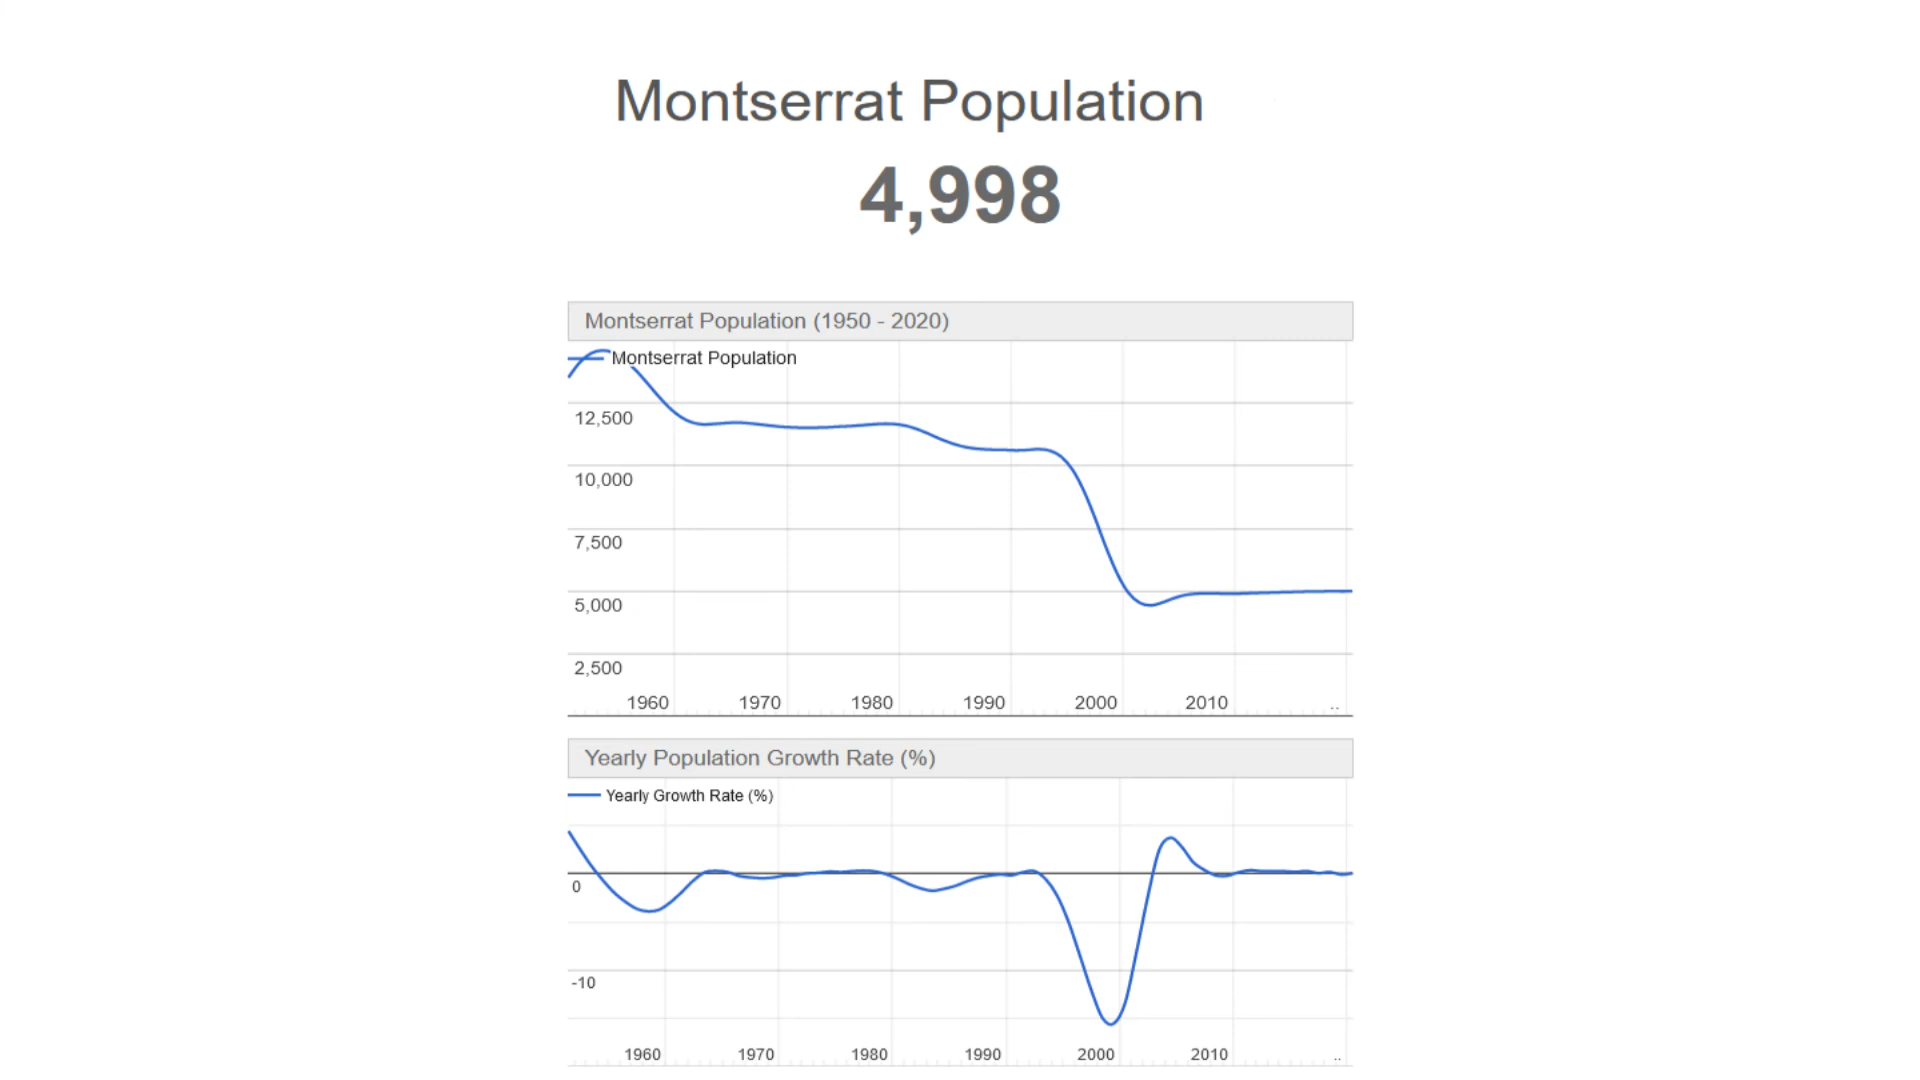 Montserrat Population
4,998
Montserrat Population (1950 - 2020)
Montserrat Population
12,500
10,000
7,500
5,000
2,500
1960 1970 1980 1990 2000 2010 ..
Yearly Population Growth Rate (%)
Yearly Growth Rate (%)
0
-10
1960 1970 1980 1990 2000 2010 ..